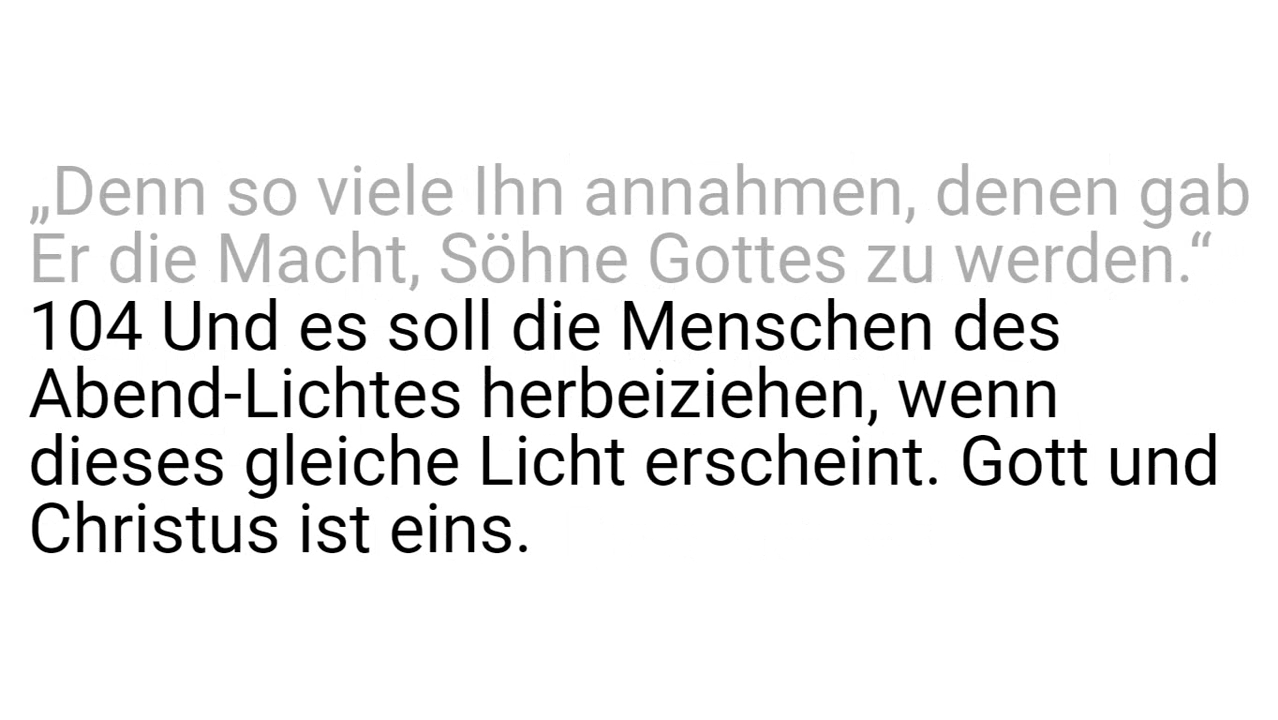 „Denn so viele Ihn annahmen, denen gab
Er die Macht, Söhne Gottes zu werden.“
104 Und es soll die Menschen des
Abend-Lichtes herbeiziehen, wenn
dieses gleiche Licht erscheint. Gott und
Christus ist eins.